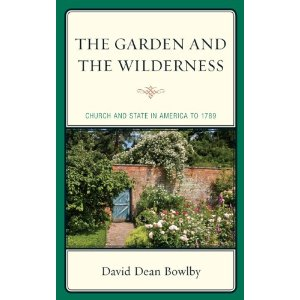 THE GARDEN AND
THE WILDERNESS
CHURCH AND STATE IN AMERICA TO 1789
David Dean Bowlby